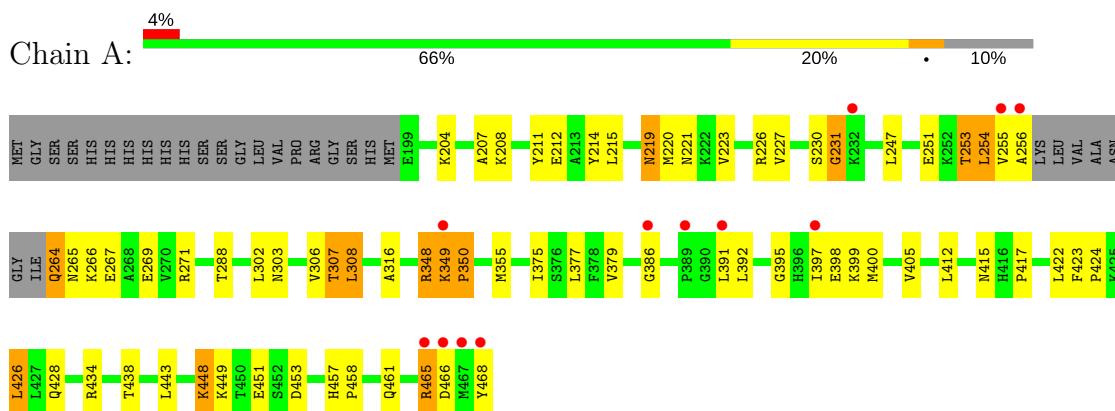 4%
Chain A:
66% 20% • 10%
MET GLY SER SER HIS HIS HIS HIS HIS HIS SER SER GLY LEU VAL PRO ARG GLY SER HIS MET E199 K204 A207 K208 Y211 E212 A213 Y214 L215 N219 M220 N221 K222 V223 R226 V227 S230 G231 K232 L247 E251 K252 T253 L254 V255 A256 LYS LEU VAL ALA ASN
GLY ILE Q264 N265 K266 E267 A268 E269 V270 R271 T288 L302 N303 V306 T307 L308 A316 R348 K349 P350 M355 I375 S376 L377 F378 V379 G386 P389 G390 L391 L392 G395 H396 I397 E398 K399 M400 V405 L412 N415 H416 P417 L422 F423 P424 K425
L426 L427 Q428 R434 T438 L443 K448 K449 T450 E451 S452 D453 H457 P458 Q461 R465 D466 M467 Y468